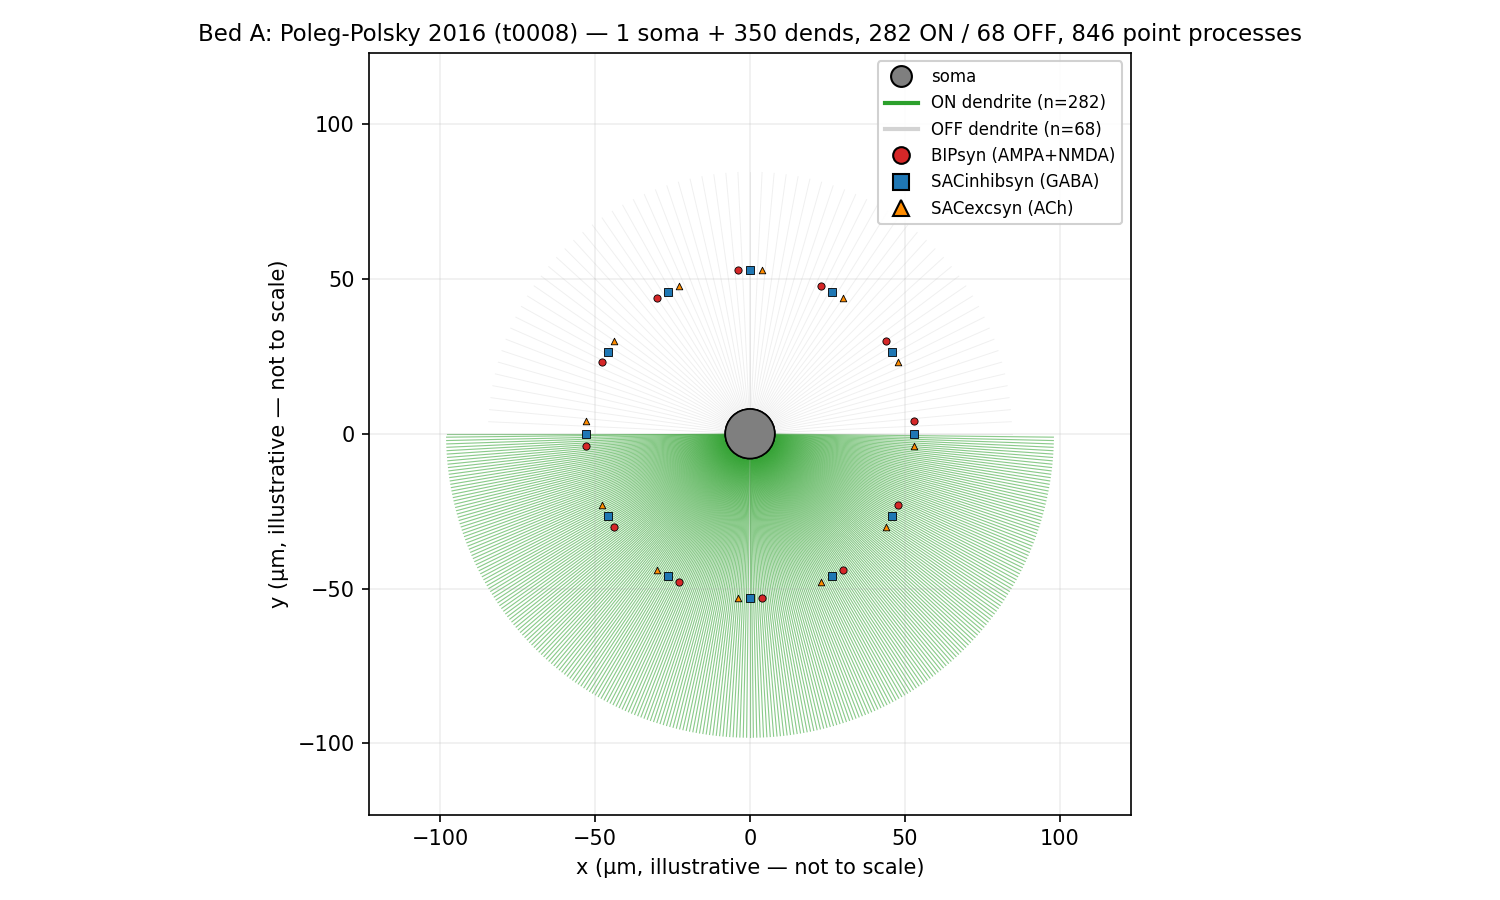 Bed A: Poleg-Polsky 2016 (t0008) — 1 soma + 350 dends, 282 ON / 68 OFF, 846 point processes
soma
ON dendrite (n=282)
OFF dendrite (n=68)
BIPsyn (AMPA+NMDA)
SACinhibsyn (GABA)
SACexcsyn (ACh)
100
50
0
−50
−100
y (µm, illustrative — not to scale)
−100
−50
0
50
100
x (µm, illustrative — not to scale)